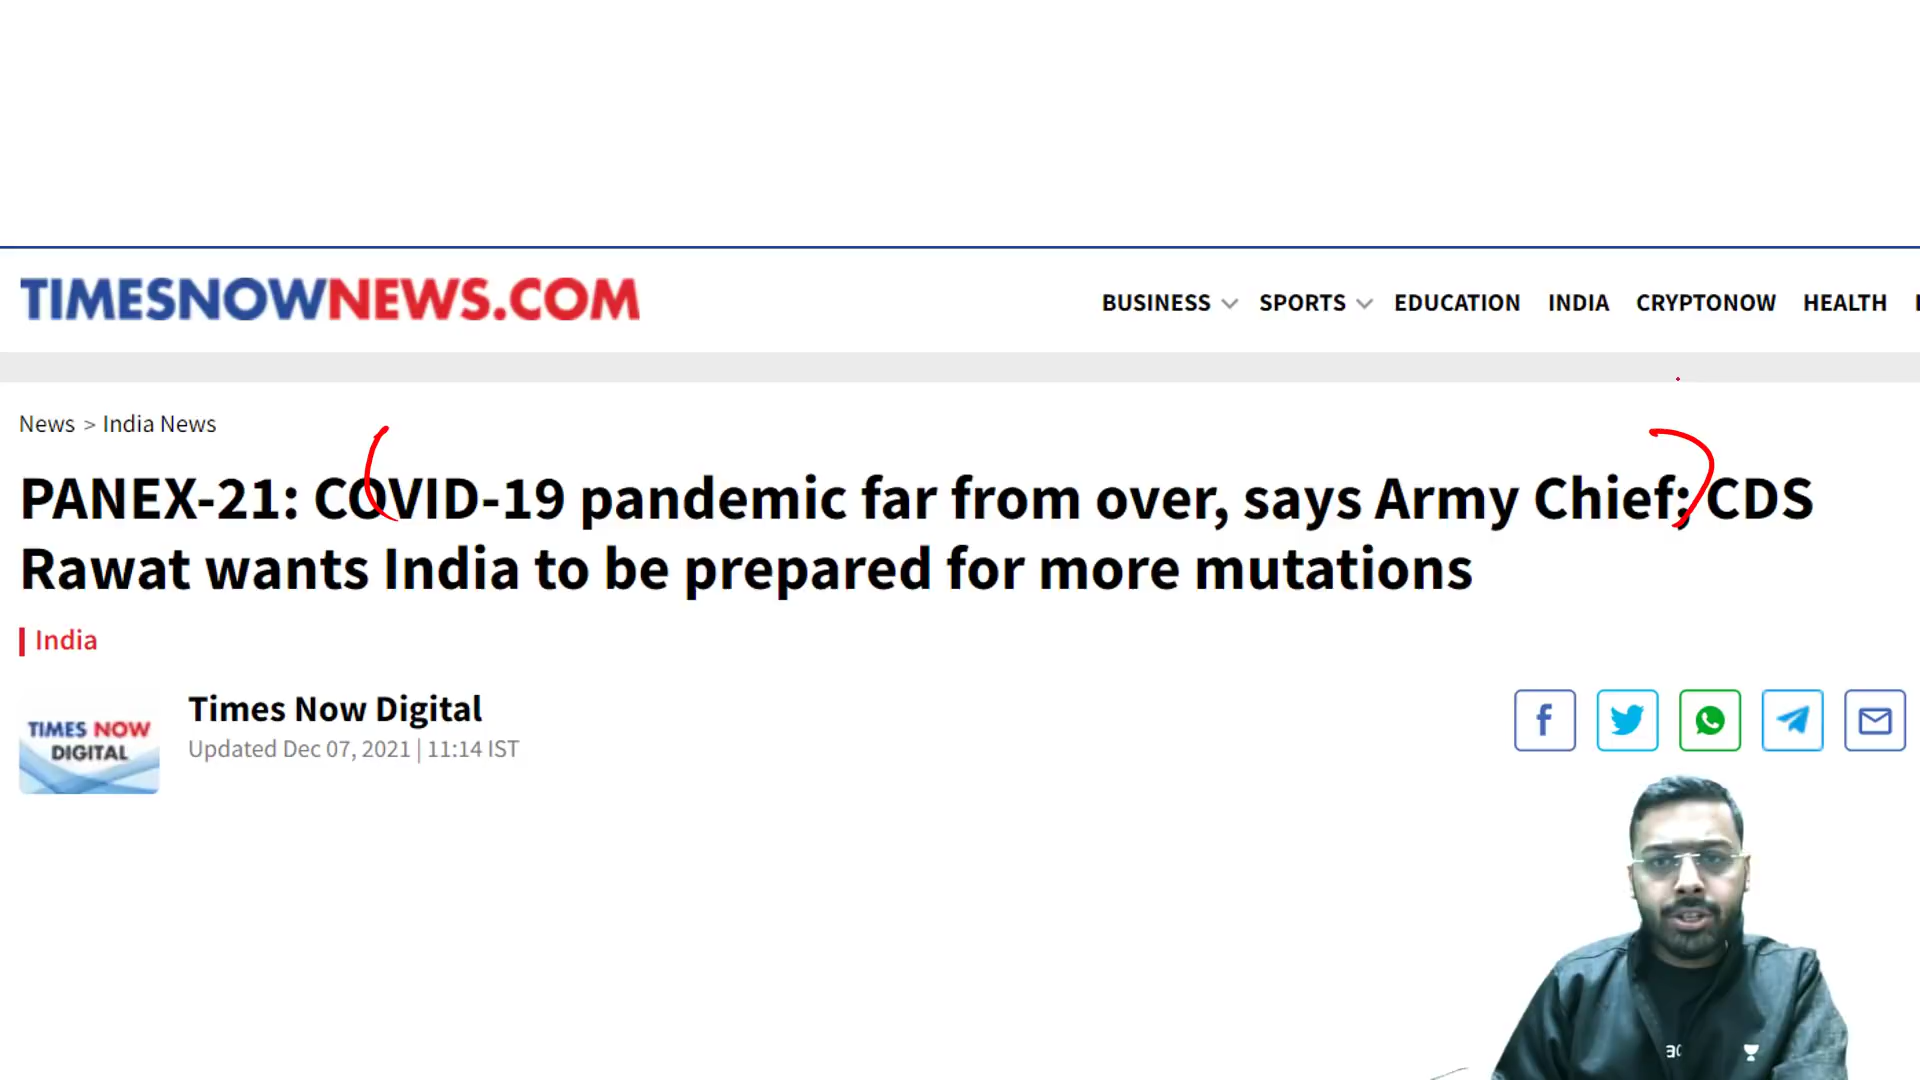 TIMESNOWNEWS.COM
BUSINESS SPORTS EDUCATION INDIA CRYPTONOW HEALTH
News > India News
PANEX-21: COVID-19 pandemic far from over, says Army Chief; CDS
Rawat wants India to be prepared for more mutations
India
TIMES NOW
DIGITAL
Times Now Digital
Updated Dec 07, 2021 | 11:14 IST